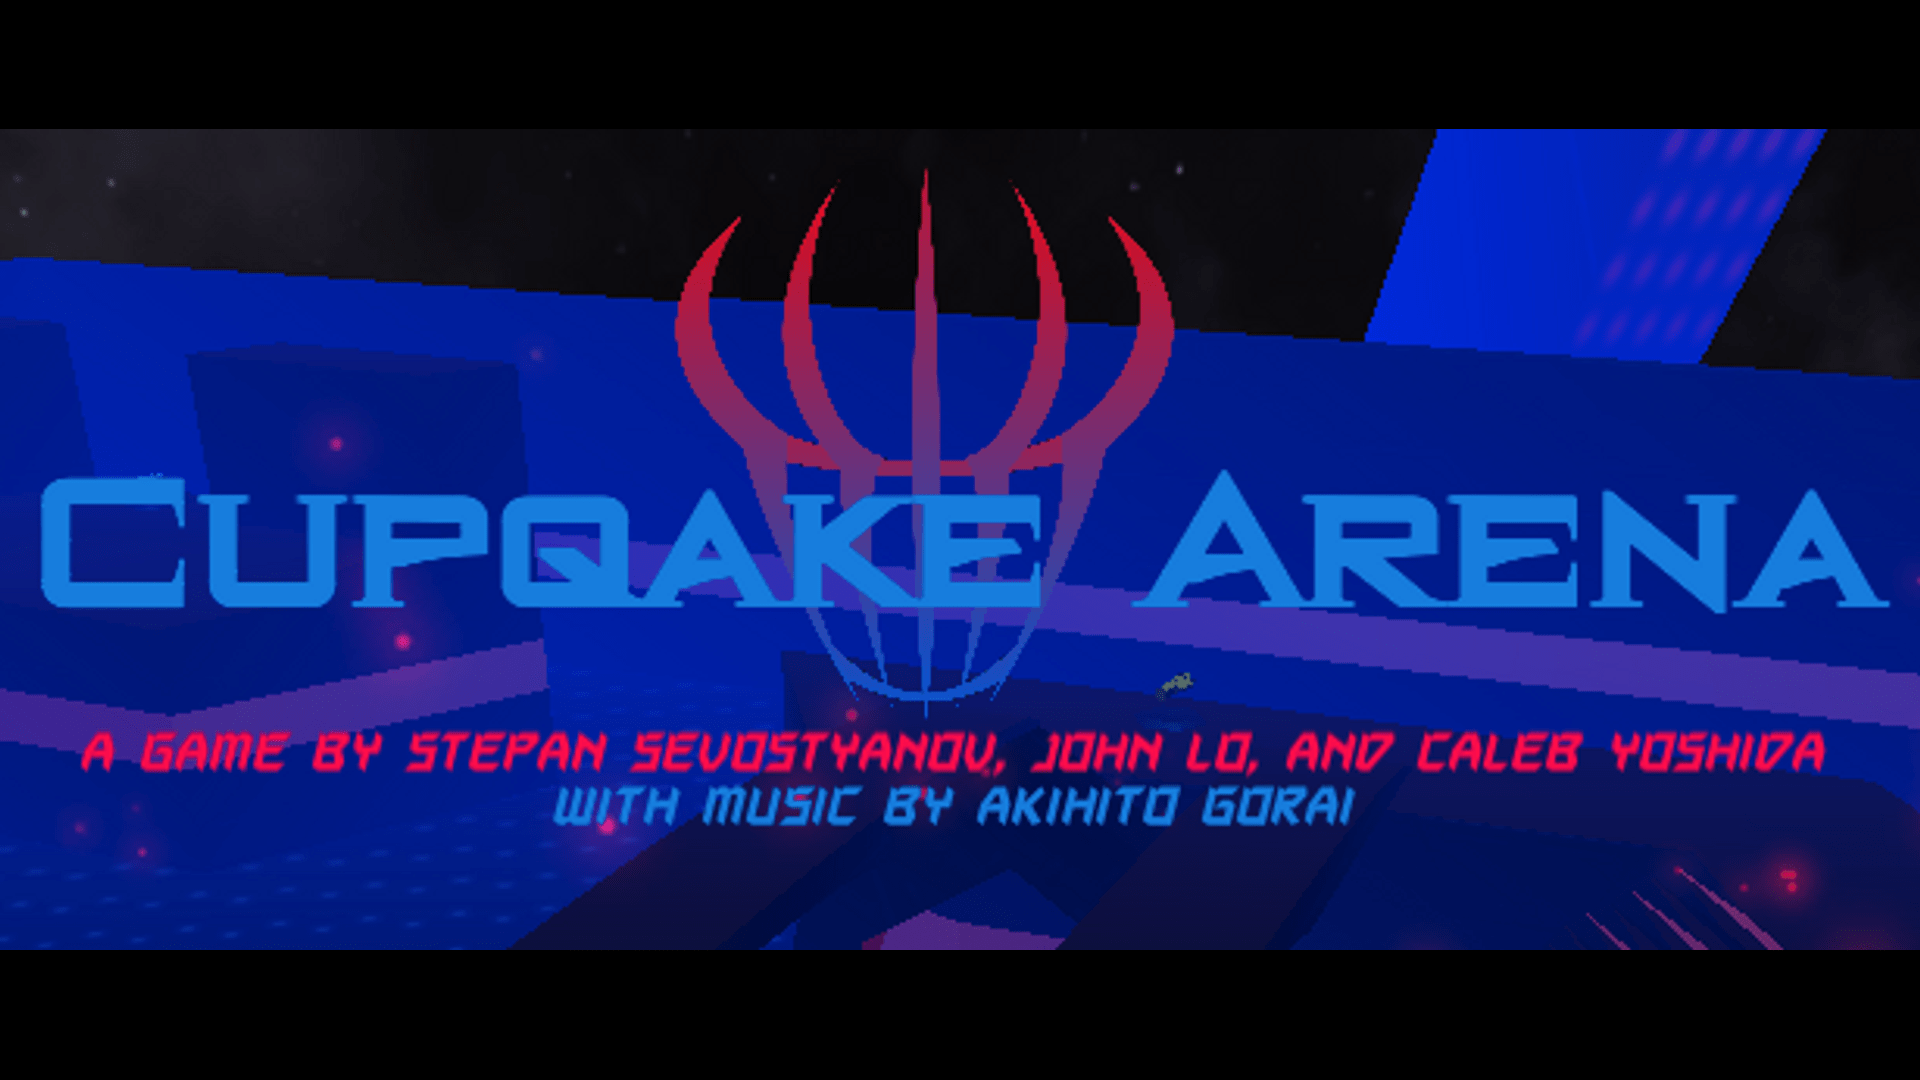 CUPQAKE ARENA
A GAME BY STEPAN SEVOSTYANOV, JOHN LO, AND CALEB YOSHIDA
WITH MUSIC BY AKIHITO GORAI